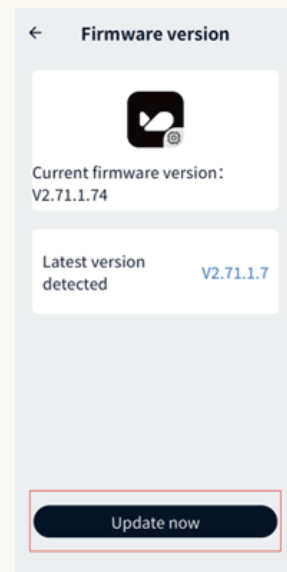 ← Firmware version
Current firmware version:
V2.71.1.74
Latest version
detected
V2.71.1.7
Update now